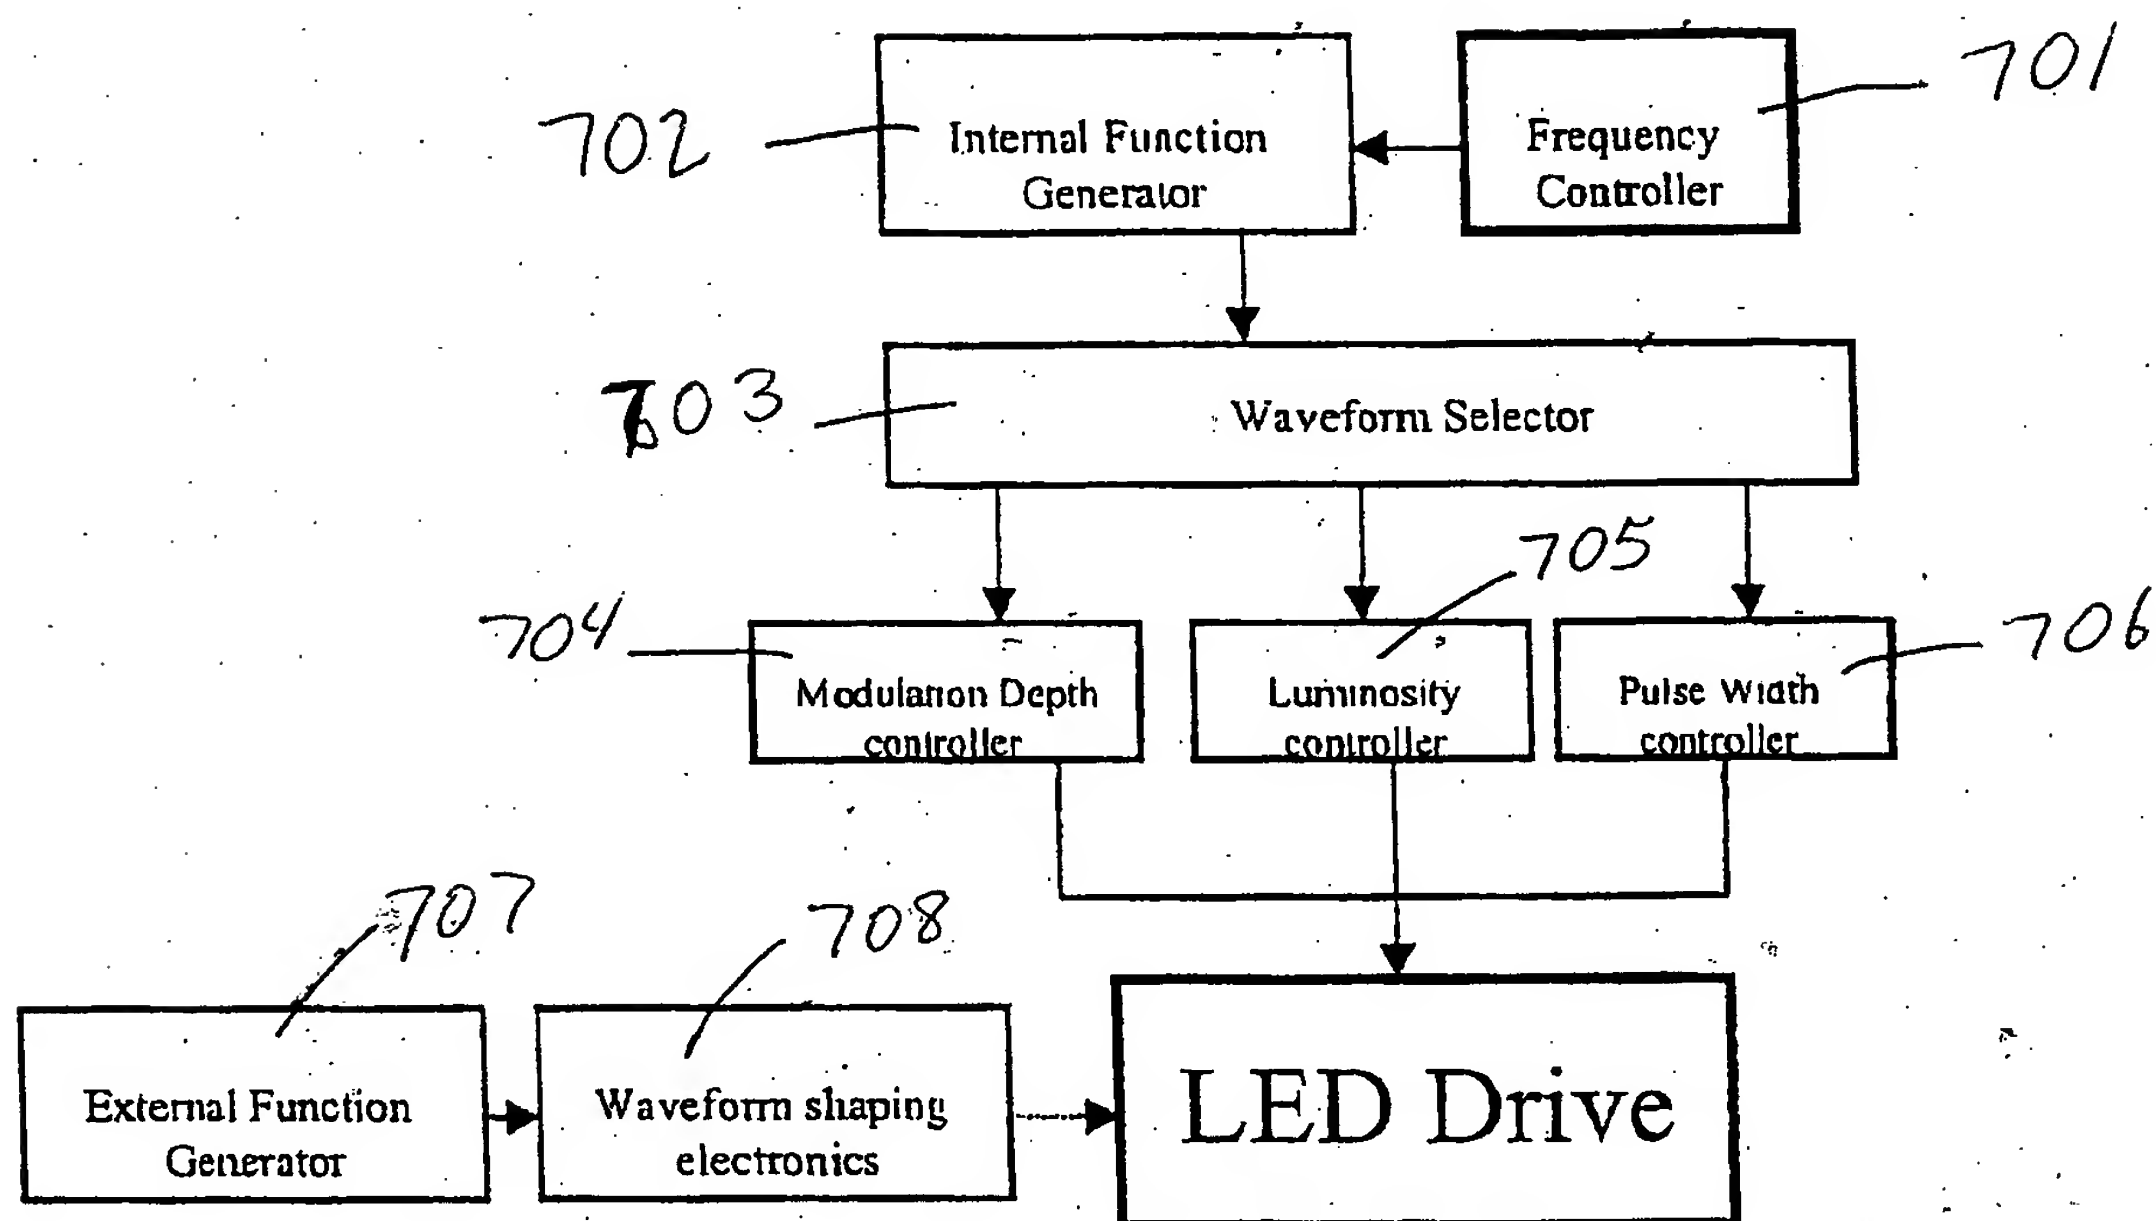 702
Internal Function
Generator
Frequency
Controller
701
703
Waveform Selector
704
705
706
Modulation Depth
controller
Luminosity
controller
Pulse Width
controller
707
708
External Function
Generator
Waveform shaping
electronics
LED Drive